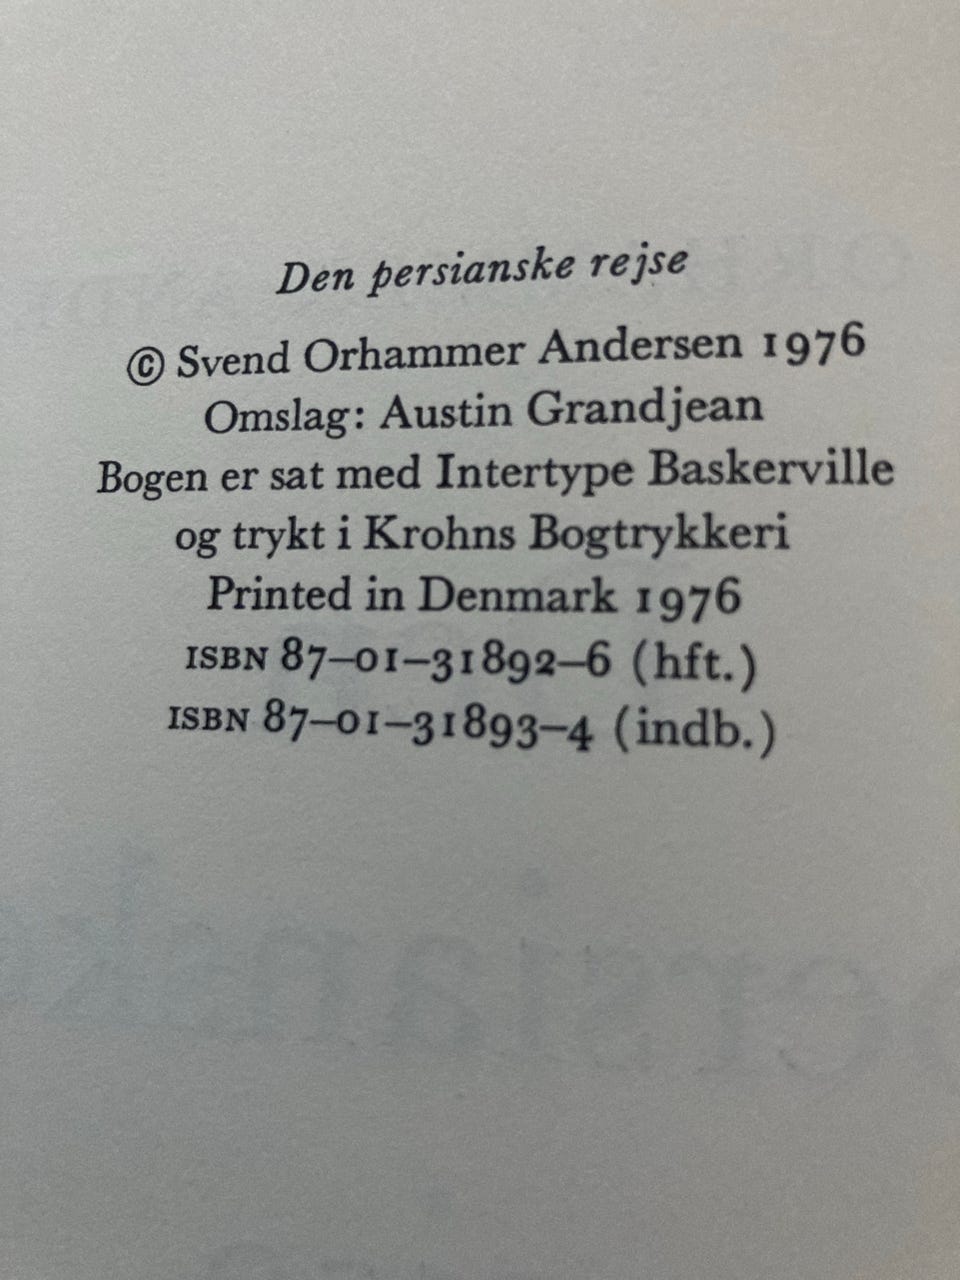 Den persianske rejse
© Svend Orhammer Andersen 1976
Omslag: Austin Grandjean
Bogen er sat med Intertype Baskerville
og trykt i Krohns Bogtrykkeri
Printed in Denmark 1976
ISBN 87–01–31892–6 (hft.)
ISBN 87–01–31893–4 (indb.)